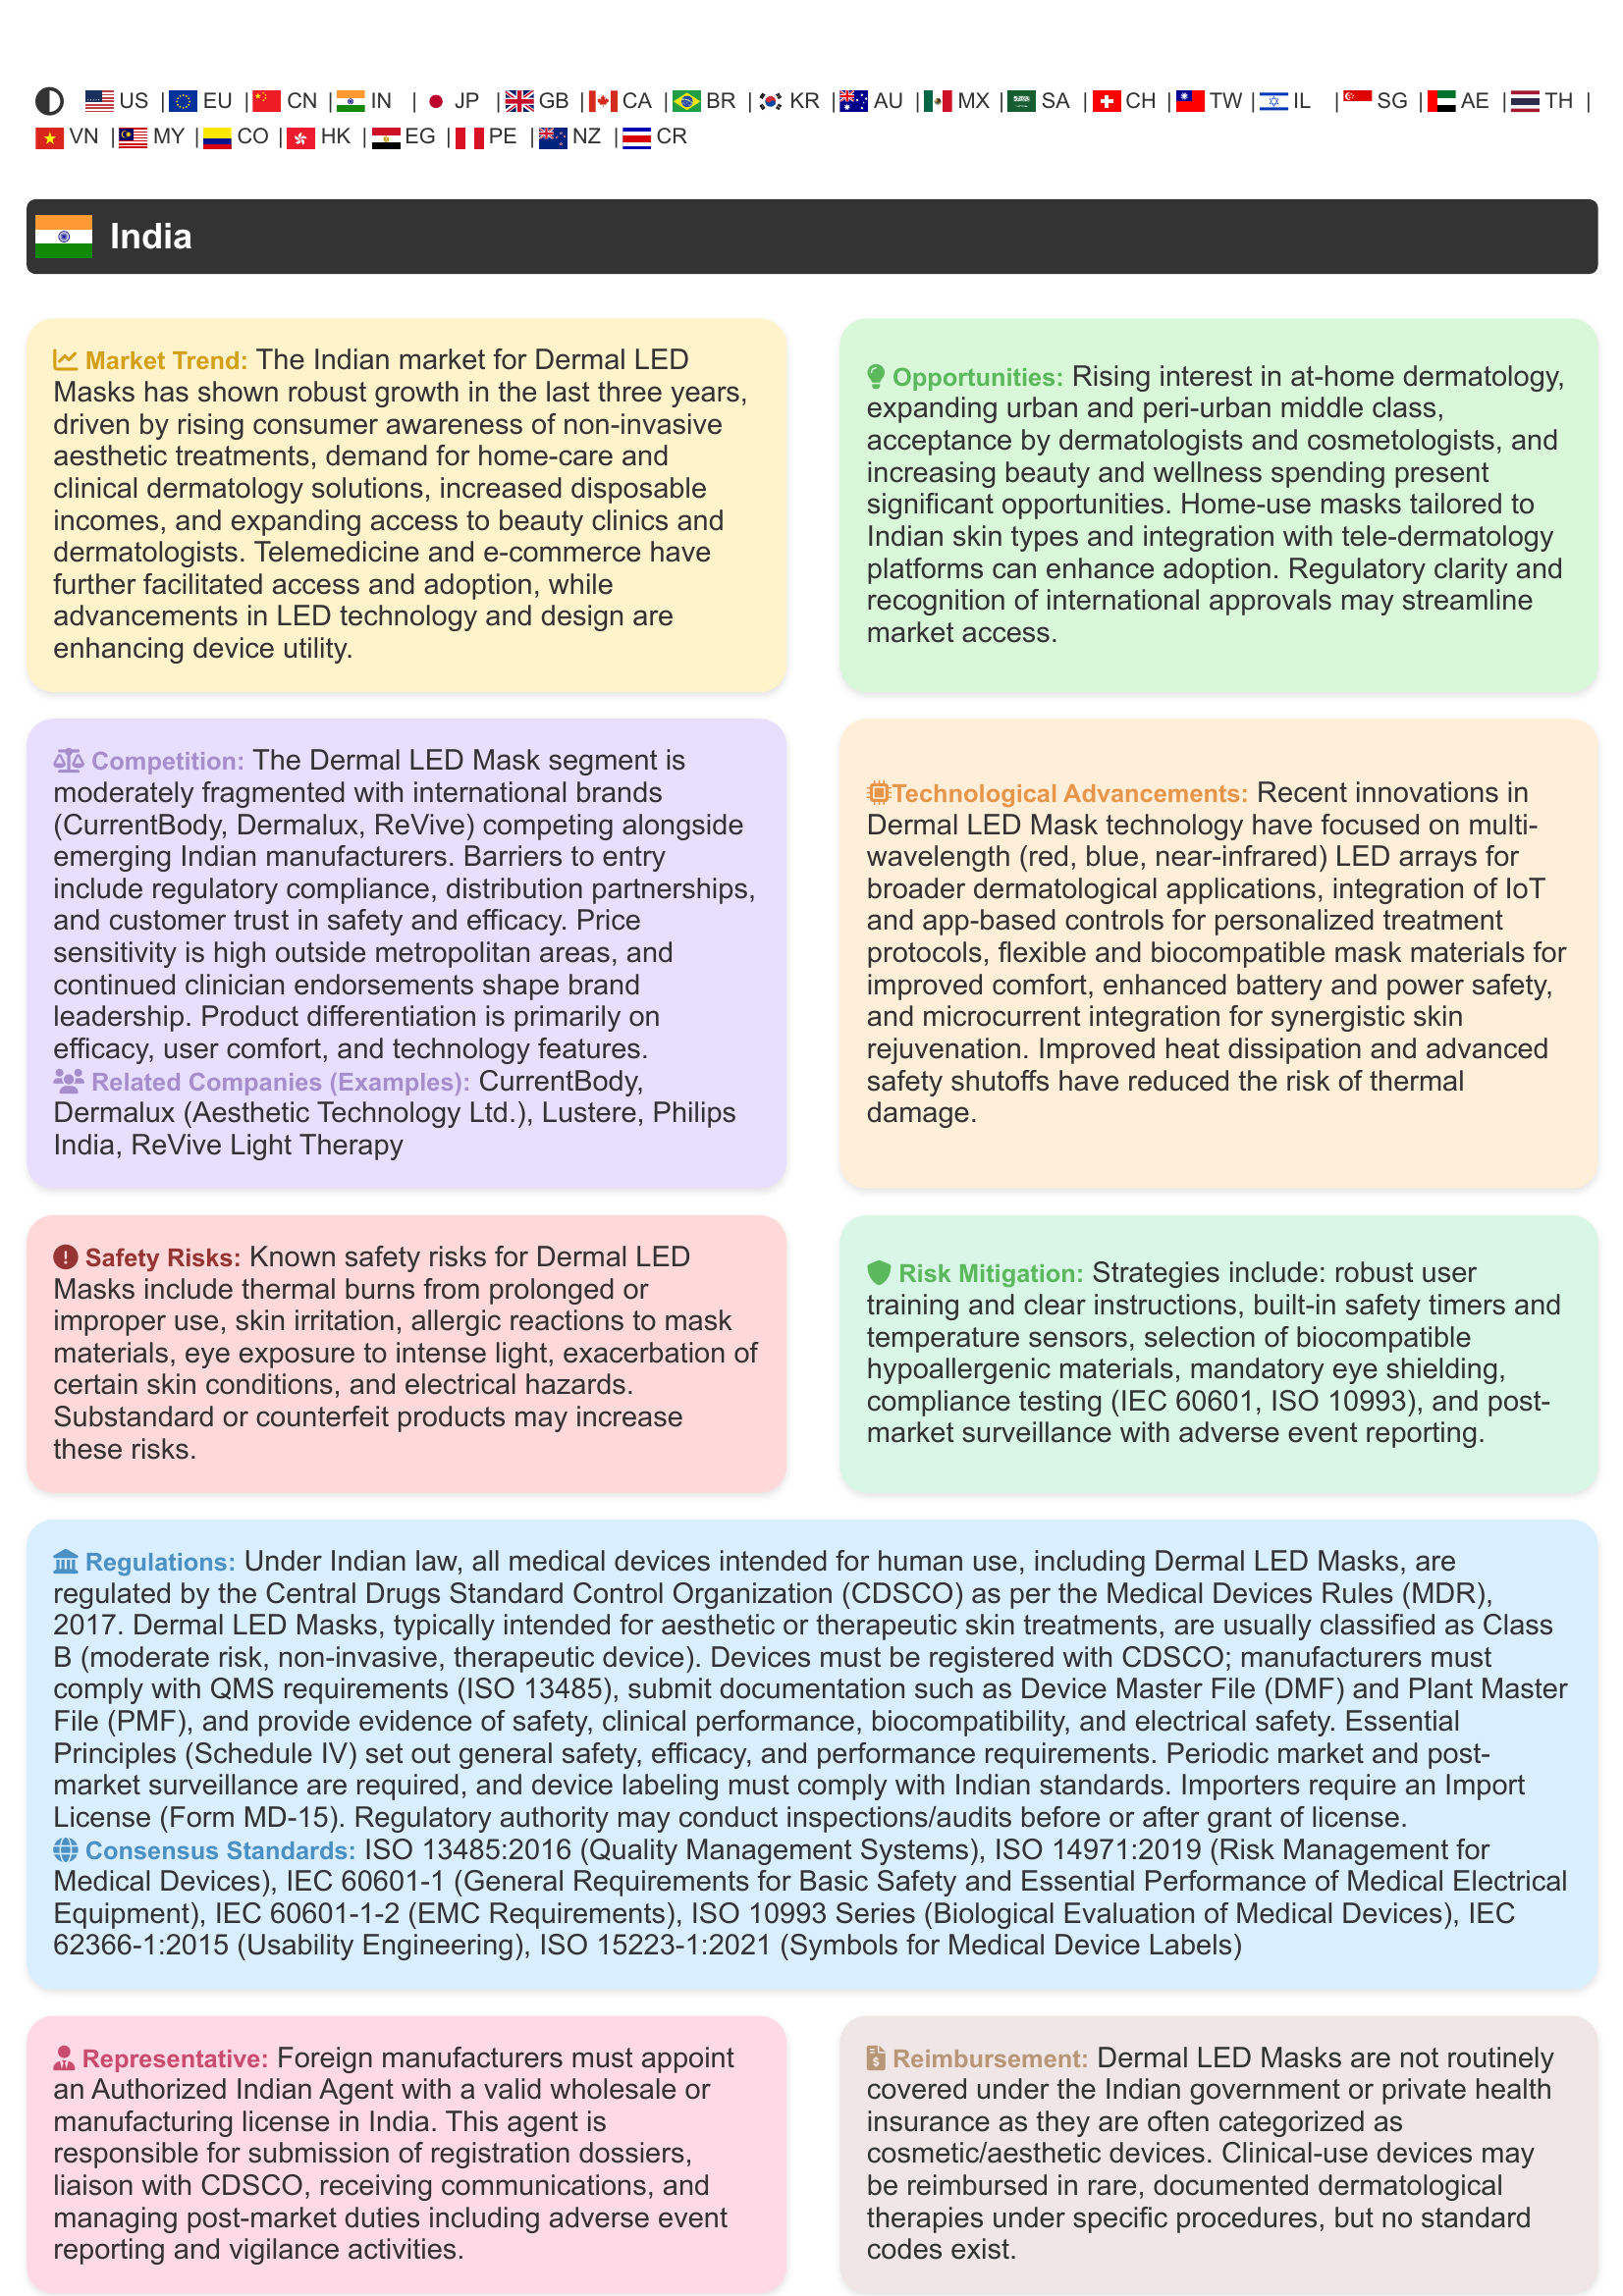 US | EU | CN | IN | JP | GB | CA | BR | KR | AU | MX | SA | CH | TW | IL | SG | AE | TH |
VN | MY | CO | HK | EG | PE | NZ | CR
India
Market Trend: The Indian market for Dermal LED
Masks has shown robust growth in the last three years,
driven by rising consumer awareness of non-invasive
aesthetic treatments, demand for home-care and
clinical dermatology solutions, increased disposable
incomes, and expanding access to beauty clinics and
dermatologists. Telemedicine and e-commerce have
further facilitated access and adoption, while
advancements in LED technology and design are
enhancing device utility.
Opportunities: Rising interest in at-home dermatology,
expanding urban and peri-urban middle class,
acceptance by dermatologists and cosmetologists, and
increasing beauty and wellness spending present
significant opportunities. Home-use masks tailored to
Indian skin types and integration with tele-dermatology
platforms can enhance adoption. Regulatory clarity and
recognition of international approvals may streamline
market access.
Competition: The Dermal LED Mask segment is
moderately fragmented with international brands
(CurrentBody, Dermalux, ReVive) competing alongside
emerging Indian manufacturers. Barriers to entry
include regulatory compliance, distribution partnerships,
and customer trust in safety and efficacy. Price
sensitivity is high outside metropolitan areas, and
continued clinician endorsements shape brand
leadership. Product differentiation is primarily on
efficacy, user comfort, and technology features.
Related Companies (Examples): CurrentBody,
Dermalux (Aesthetic Technology Ltd.), Lustere, Philips
India, ReVive Light Therapy
Technological Advancements: Recent innovations in
Dermal LED Mask technology have focused on multi-
wavelength (red, blue, near-infrared) LED arrays for
broader dermatological applications, integration of IoT
and app-based controls for personalized treatment
protocols, flexible and biocompatible mask materials for
improved comfort, enhanced battery and power safety,
and microcurrent integration for synergistic skin
rejuvenation. Improved heat dissipation and advanced
safety shutoffs have reduced the risk of thermal
damage.
Safety Risks: Known safety risks for Dermal LED
Masks include thermal burns from prolonged or
improper use, skin irritation, allergic reactions to mask
materials, eye exposure to intense light, exacerbation of
certain skin conditions, and electrical hazards.
Substandard or counterfeit products may increase
these risks.
Risk Mitigation: Strategies include: robust user
training and clear instructions, built-in safety timers and
temperature sensors, selection of biocompatible
hypoallergenic materials, mandatory eye shielding,
compliance testing (IEC 60601, ISO 10993), and post-
market surveillance with adverse event reporting.
Regulations: Under Indian law, all medical devices intended for human use, including Dermal LED Masks, are
regulated by the Central Drugs Standard Control Organization (CDSCO) as per the Medical Devices Rules (MDR),
2017. Dermal LED Masks, typically intended for aesthetic or therapeutic skin treatments, are usually classified as Class
B (moderate risk, non-invasive, therapeutic device). Devices must be registered with CDSCO; manufacturers must
comply with QMS requirements (ISO 13485), submit documentation such as Device Master File (DMF) and Plant Master
File (PMF), and provide evidence of safety, clinical performance, biocompatibility, and electrical safety. Essential
Principles (Schedule IV) set out general safety, efficacy, and performance requirements. Periodic market and post-
market surveillance are required, and device labeling must comply with Indian standards. Importers require an Import
License (Form MD-15). Regulatory authority may conduct inspections/audits before or after grant of license.
Consensus Standards: ISO 13485:2016 (Quality Management Systems), ISO 14971:2019 (Risk Management for
Medical Devices), IEC 60601-1 (General Requirements for Basic Safety and Essential Performance of Medical Electrical
Equipment), IEC 60601-1-2 (EMC Requirements), ISO 10993 Series (Biological Evaluation of Medical Devices), IEC
62366-1:2015 (Usability Engineering), ISO 15223-1:2021 (Symbols for Medical Device Labels)
Representative: Foreign manufacturers must appoint
an Authorized Indian Agent with a valid wholesale or
manufacturing license in India. This agent is
responsible for submission of registration dossiers,
liaison with CDSCO, receiving communications, and
managing post-market duties including adverse event
reporting and vigilance activities.
Reimbursement: Dermal LED Masks are not routinely
covered under the Indian government or private health
insurance as they are often categorized as
cosmetic/aesthetic devices. Clinical-use devices may
be reimbursed in rare, documented dermatological
therapies under specific procedures, but no standard
codes exist.